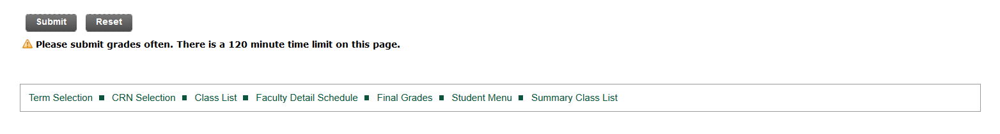 Submit Reset
Please submit grades often. There is a 120 minute time limit on this page.
Term Selection ■ CRN Selection ■ Class List ■ Faculty Detail Schedule ■ Final Grades ■ Student Menu ■ Summary Class List